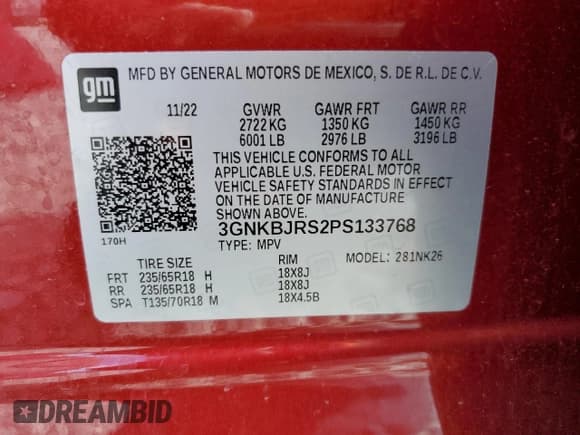 gm
MFD BY GENERAL MOTORS DE MEXICO, S. DE R.L. DE C.V.
11/22 GVWR GAWR FRT GAWR RR
2722 KG 1350 KG 1450 KG
6001 LB 2976 LB 3196 LB
THIS VEHICLE CONFORMS TO ALL
APPLICABLE U.S. FEDERAL MOTOR
VEHICLE SAFETY STANDARDS IN EFFECT
ON THE DATE OF MANUFACTURE
SHOWN ABOVE.
170H
3GNKBJRS2PS133768
TYPE: MPV MODEL: 281NK26
TIRE SIZE RIM
FRT 235/65R18 H 18X8J
RR 235/65R18 H 18X8J
SPA T135/70R18 M 18X4.5B
DREAMBID